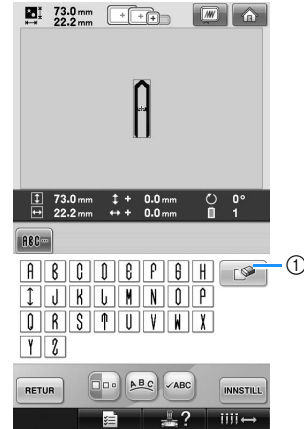 73.0 mm
22.2 mm
73.0 mm + 0.0 mm 0°
22.2 mm + 0.0 mm 1
ABC
A B C D E F G H
I J K L M N O P
Q R S T U V W X
Y Z
①
RETUR ABC ✓ABC INNSTILL
?